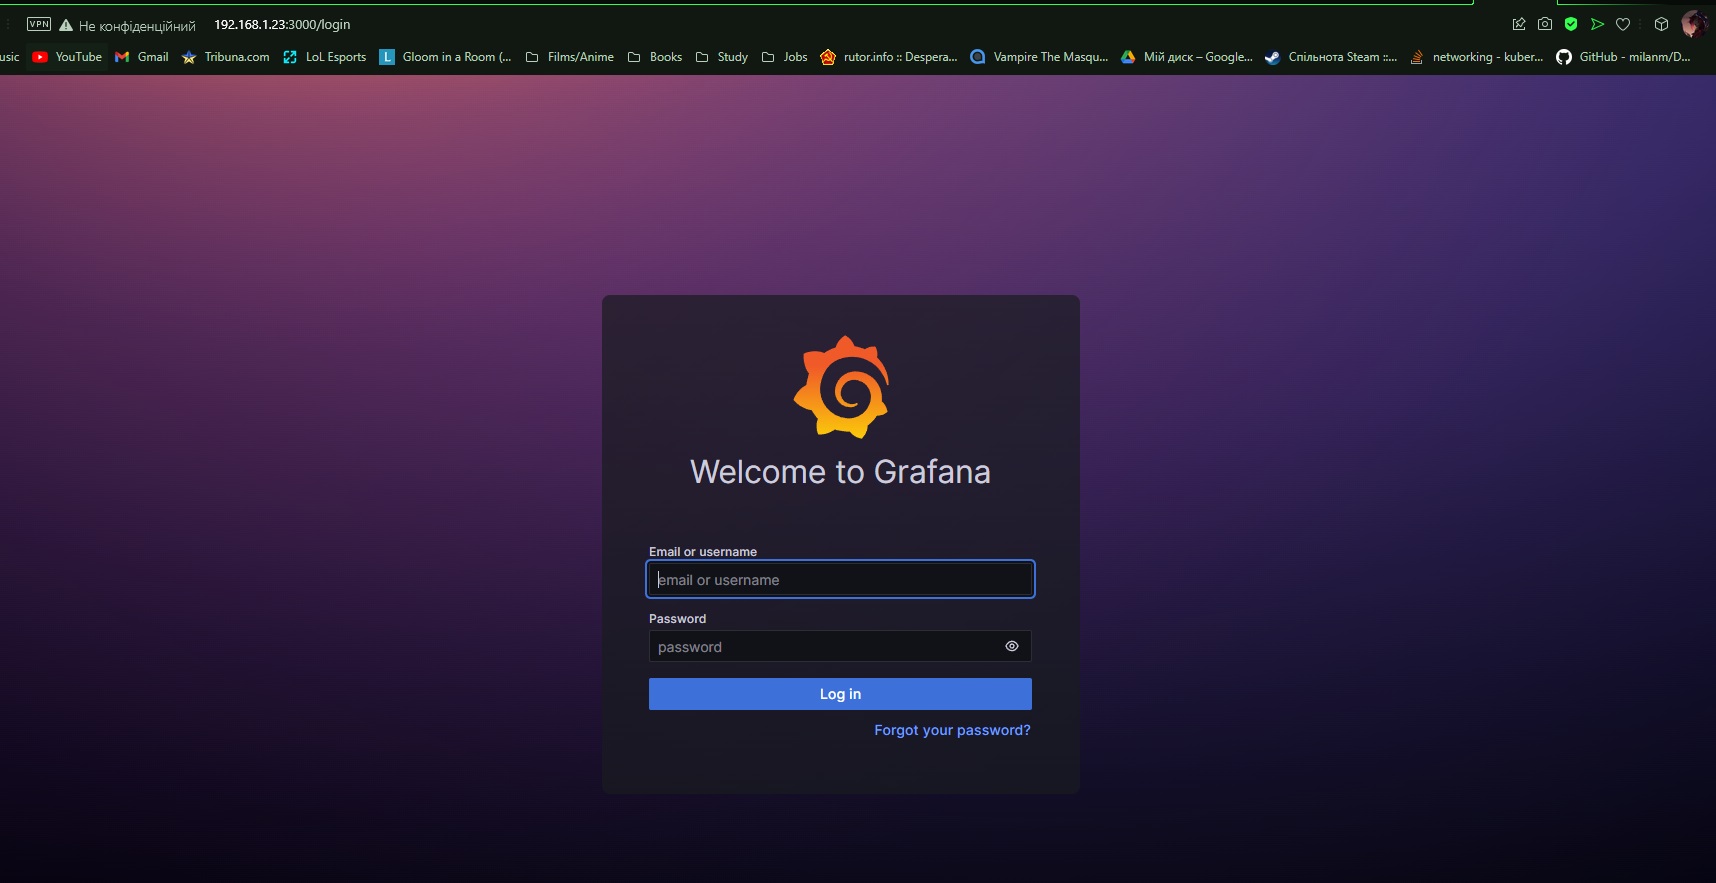 VPN Не конфіденційний 192.168.1.23:3000/login
usic YouTube Gmail Tribuna.com LoL Esports L Gloom in a Room (... Films/Anime Books Study Jobs rutor.info :: Despera... Vampire The Masqu... Мій диск – Google... Спільнота Steam ::... networking - kuber... GitHub - milanm/D...
Welcome to Grafana
Email or username
email or username
Password
password
Log in
Forgot your password?